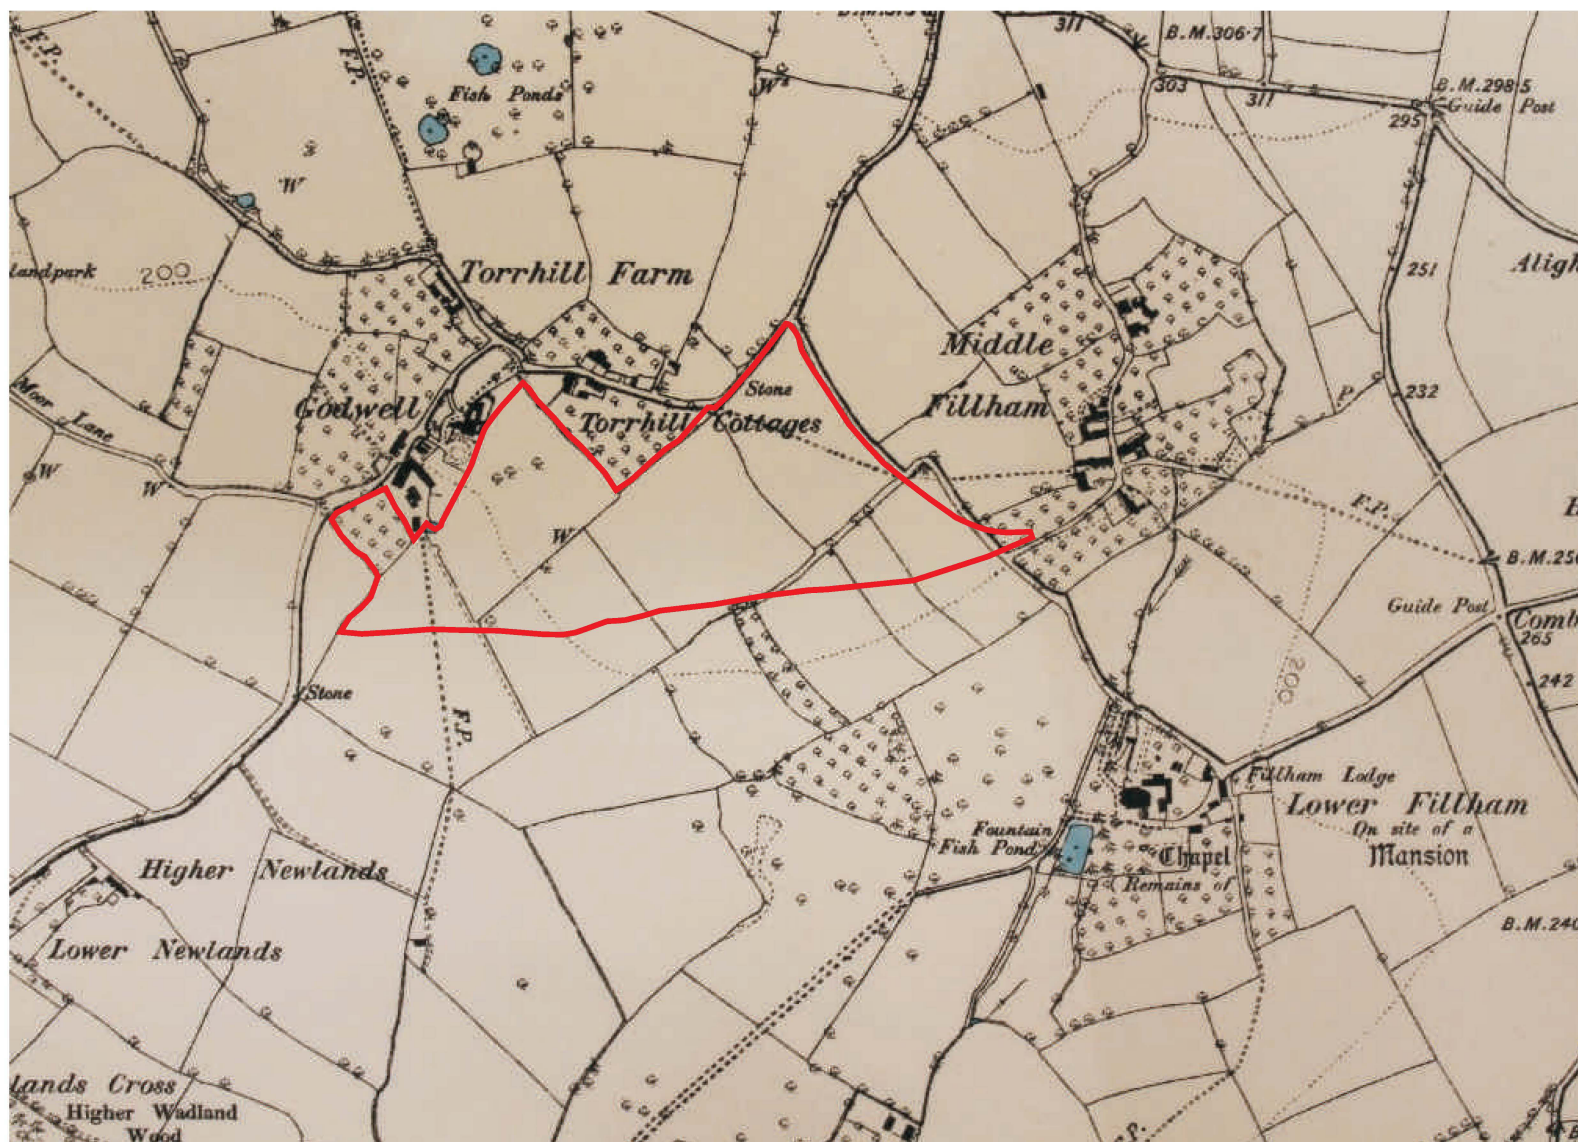 F.P.
F.P.
Fish Ponds
W
W
311
B.M. 306·7
303
311
B.M. 298·5
Guide Post
295
landpark
200
Torrhill Farm
251
Middle
Fillham
232
Moor Lane
Godwell
Stone
Torrhill Cottages
W
W
W
F.P.
Guide Post
265
242
200
Stone
F.P.
Fillham Lodge
Lower Fillham
On site of a
Mansion
Fountain
Fish Pond
Chapel
Remains of
Higher Newlands
Lower Newlands
B.M. 240
lands Cross
Higher Wadland
Wood